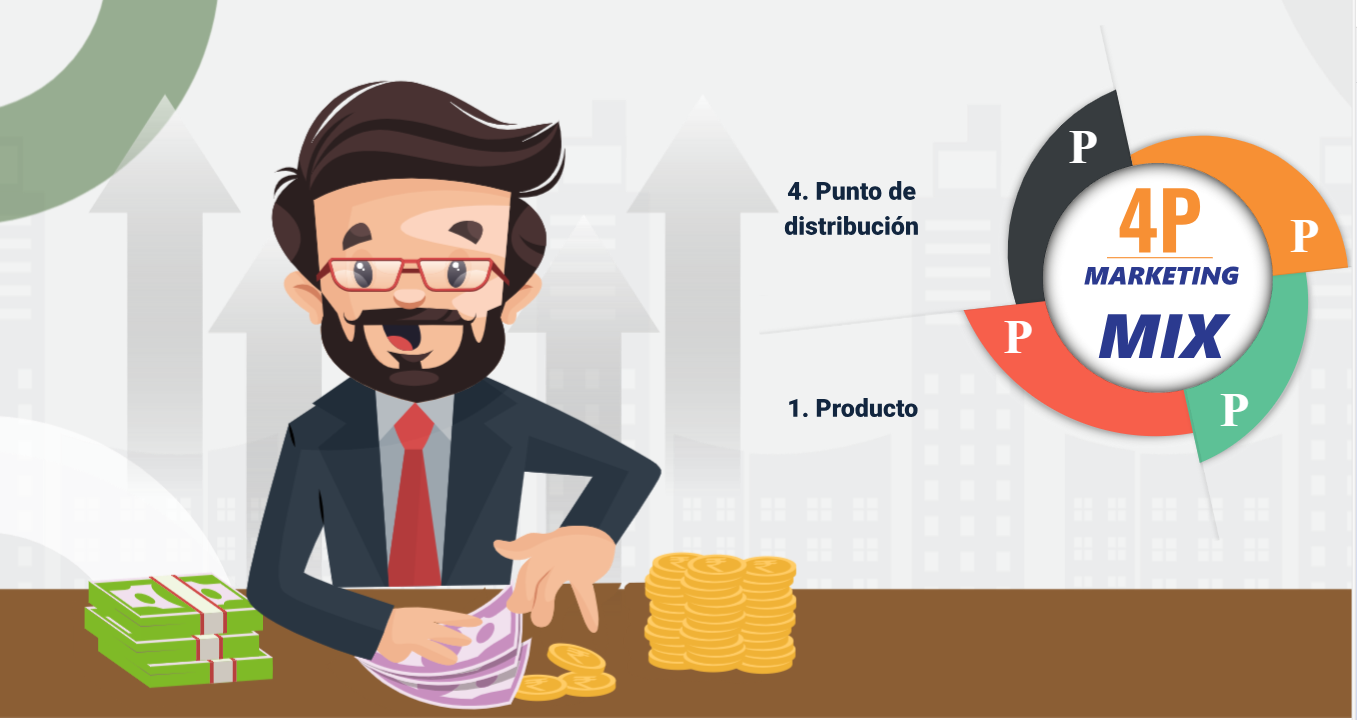 4. Punto de
distribución
1. Producto
P
P
P
P
4P
MARKETING
MIX